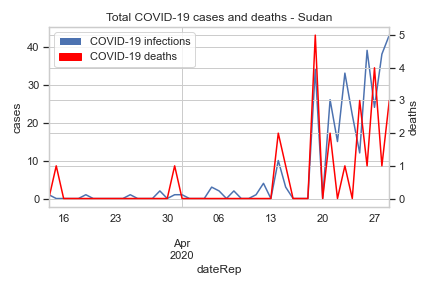 Total COVID-19 cases and deaths - Sudan
COVID-19 infections
COVID-19 deaths
cases
deaths
40
30
20
10
0
5
4
3
2
1
0
16 23 30 06 13 20 27
Apr
2020
dateRep